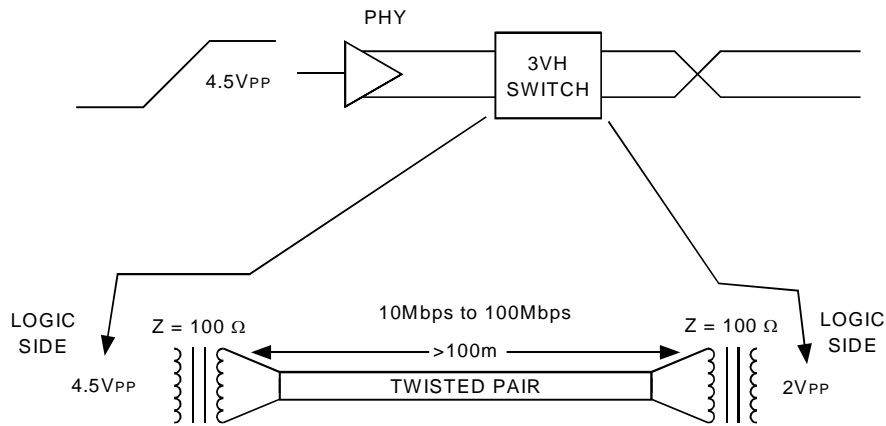 PHY
4.5VPP
3VH
SWITCH
10Mbps to 100Mbps
LOGIC
SIDE
Z = 100 Ω
>100m
Z = 100 Ω
LOGIC
SIDE
4.5VPP
TWISTED PAIR
2VPP